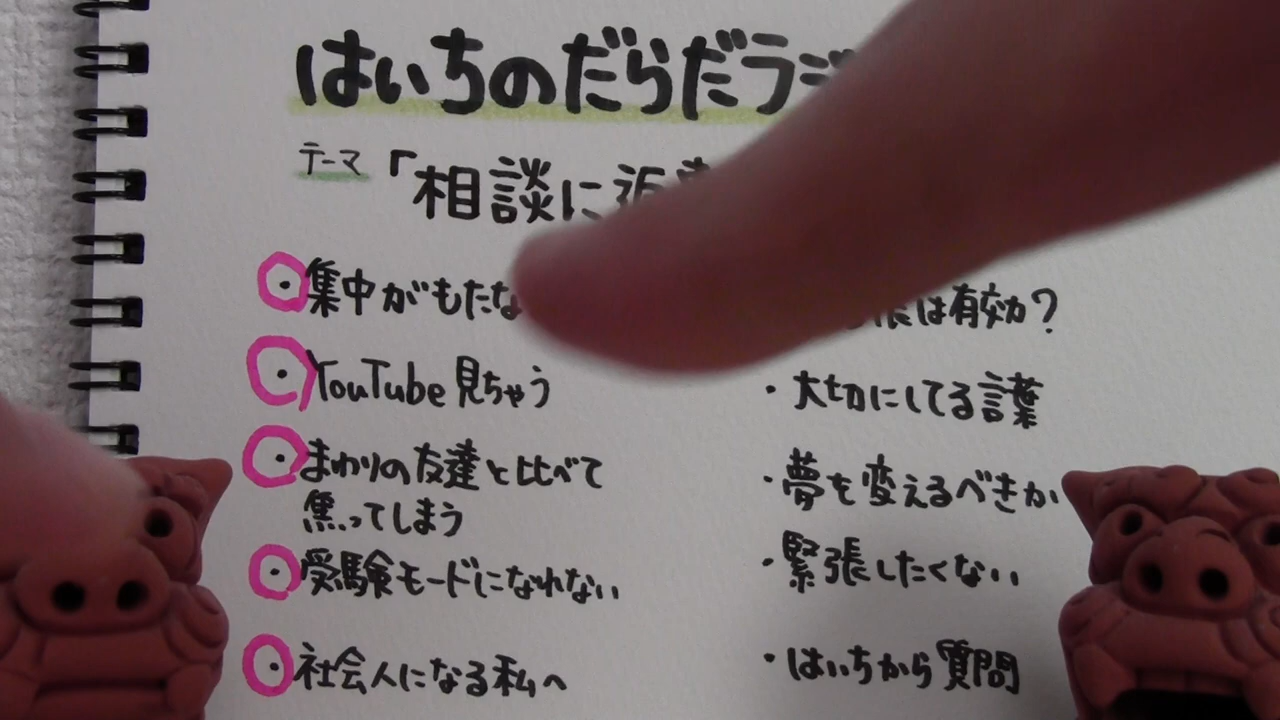 はいちのだらだラジ
テーマ 「相談に返事
・集中がもたな
・YouTube見ちゃう
・まわりの友達と比べて
焦ってしまう
・受験モードになれない
・社会人になる私へ
帳は有効?
・大切にしてる言葉
・夢を変えるべきか
・緊張したくない
・はいちから質問